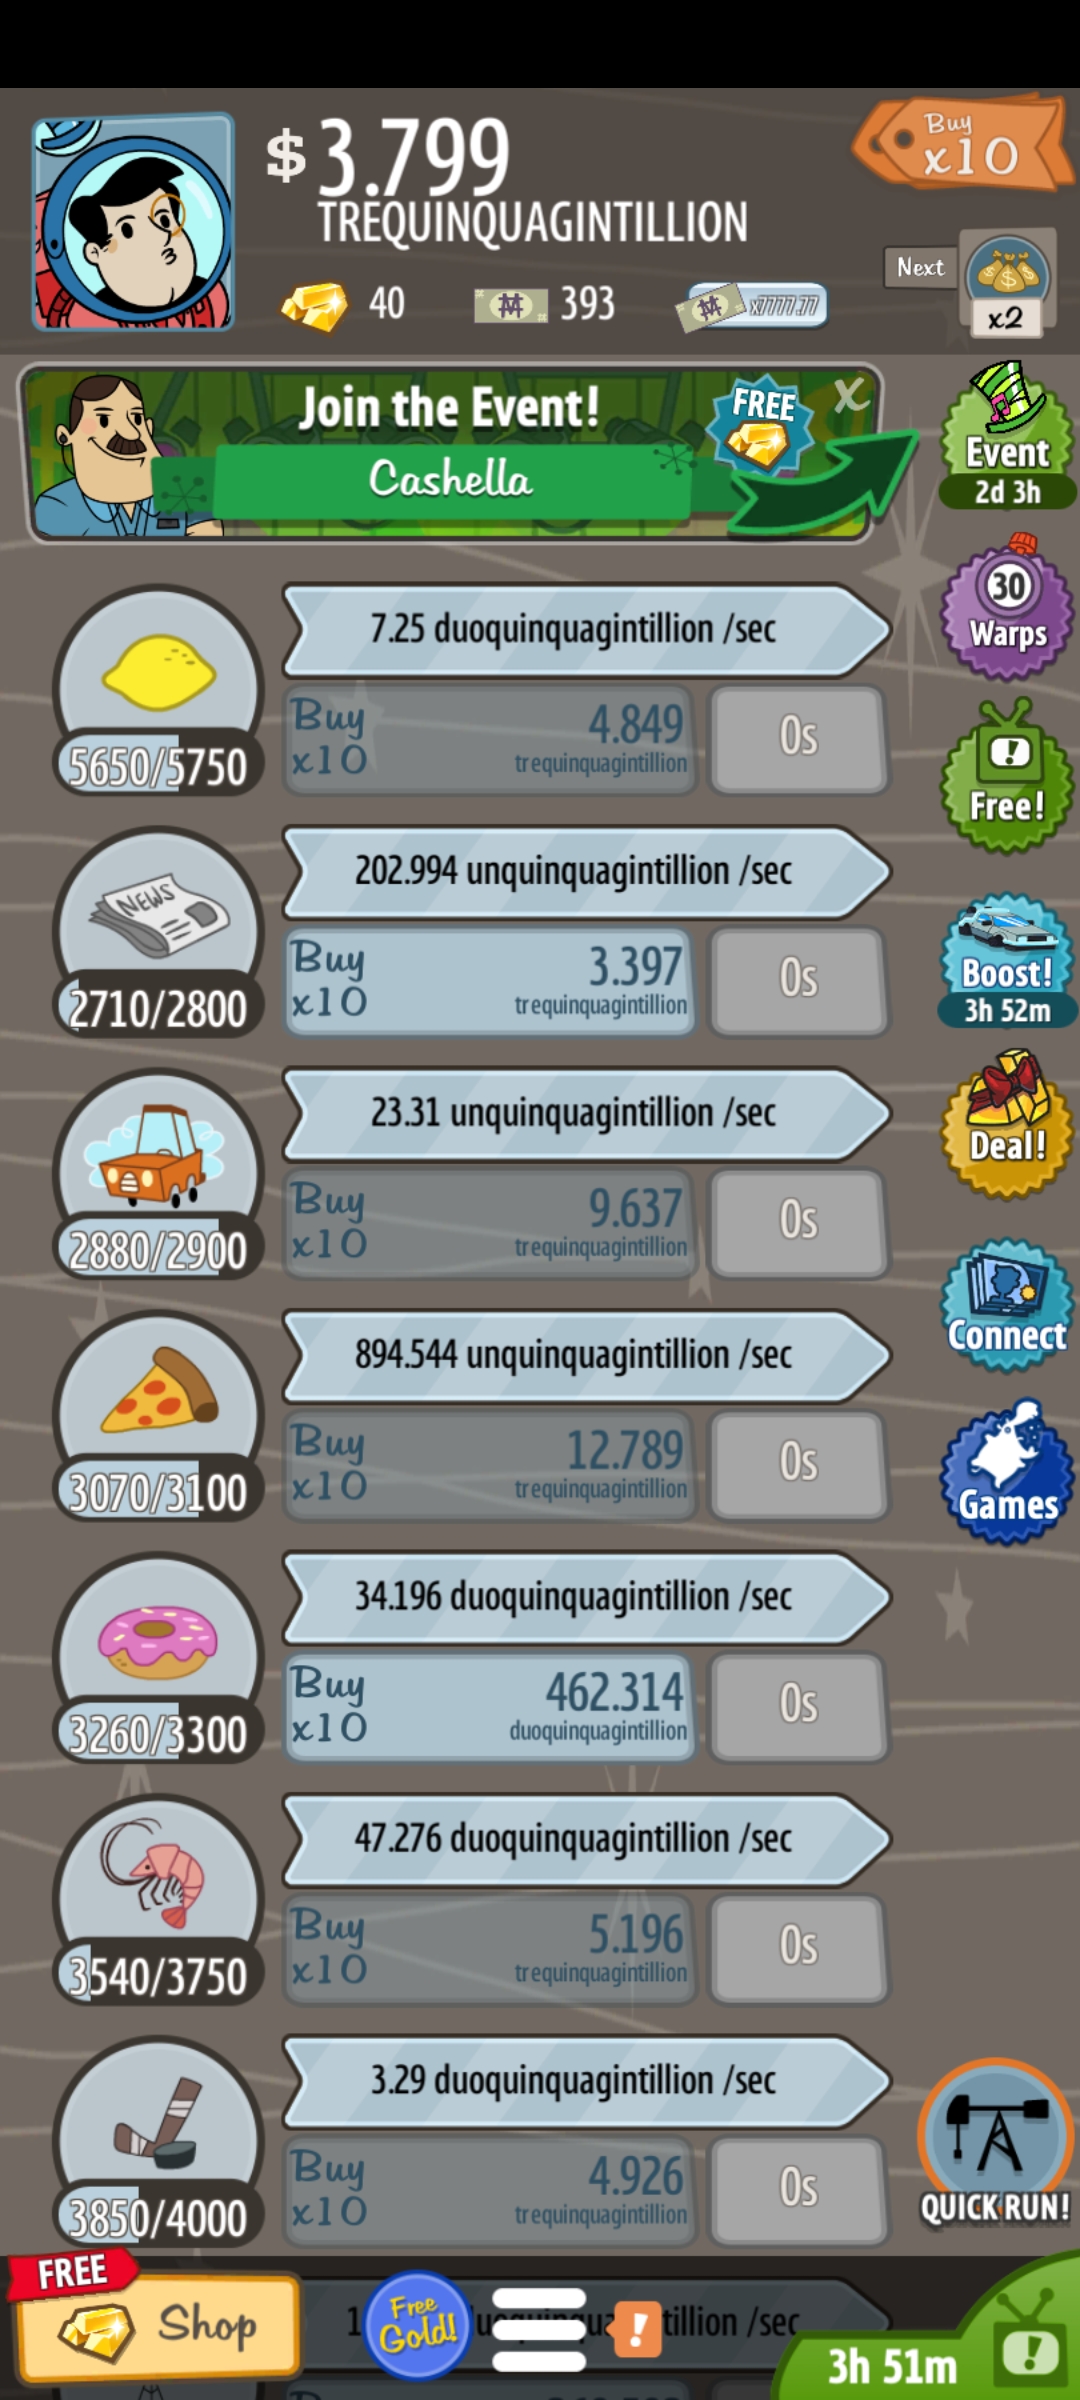 $ 3.799
TREQUINQUAGINTILLION
Buy
x10
40
393
x7777.77
Next
x2
Join the Event!
Cashella
FREE
X
Event
2d 3h
30
Warps
Free!
Boost!
3h 52m
Deal!
Connect
Games
7.25 duoquinquagintillion /sec
5650/5750
Buy
x10
4.849
trequinquagintillion
0s
NEWS
202.994 unquinquagintillion /sec
2710/2800
Buy
x10
3.397
trequinquagintillion
0s
23.31 unquinquagintillion /sec
2880/2900
Buy
x10
9.637
trequinquagintillion
0s
894.544 unquinquagintillion /sec
3070/3100
Buy
x10
12.789
trequinquagintillion
0s
34.196 duoquinquagintillion /sec
3260/3300
Buy
x10
462.314
duoquinquagintillion
0s
47.276 duoquinquagintillion /sec
3540/3750
Buy
x10
5.196
trequinquagintillion
0s
3.29 duoquinquagintillion /sec
3850/4000
Buy
x10
4.926
trequinquagintillion
0s
QUICK RUN!
FREE
Shop
Free
Gold!
/sec
3h 51m
Buy